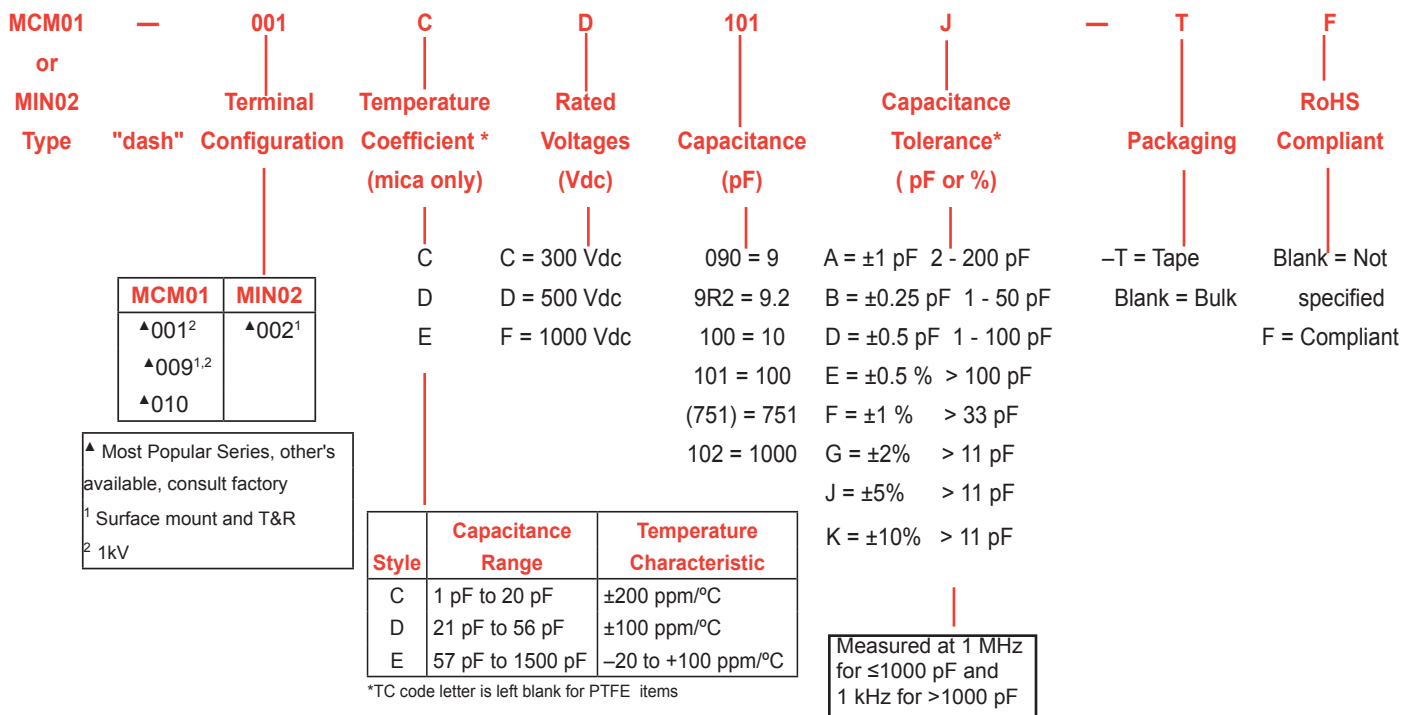 MCM01 — 001 C D 101 J — T F
or
MIN02 Terminal Temperature Rated Capacitance RoHS
Type "dash" Configuration Coefficient * Voltages Capacitance Tolerance* Packaging Compliant
(mica only) (Vdc) (pF) ( pF or %)
C C = 300 Vdc 090 = 9 A = ±1 pF 2 - 200 pF –T = Tape Blank = Not
MCM01 MIN02 D D = 500 Vdc 9R2 = 9.2 B = ±0.25 pF 1 - 50 pF Blank = Bulk specified
▲001² ▲002¹ E F = 1000 Vdc 100 = 10 D = ±0.5 pF 1 - 100 pF F = Compliant
▲009¹,² 101 = 100 E = ±0.5 % > 100 pF
▲010 (751) = 751 F = ±1 % > 33 pF
102 = 1000 G = ±2% > 11 pF
J = ±5% > 11 pF
K = ±10% > 11 pF
▲ Most Popular Series, other's
available, consult factory
¹ Surface mount and T&R
² 1kV
Capacitance Temperature
Style Range Characteristic
C 1 pF to 20 pF ±200 ppm/ºC
D 21 pF to 56 pF ±100 ppm/ºC
E 57 pF to 1500 pF –20 to +100 ppm/ºC
*TC code letter is left blank for PTFE items
Measured at 1 MHz
for ≤1000 pF and
1 kHz for >1000 pF